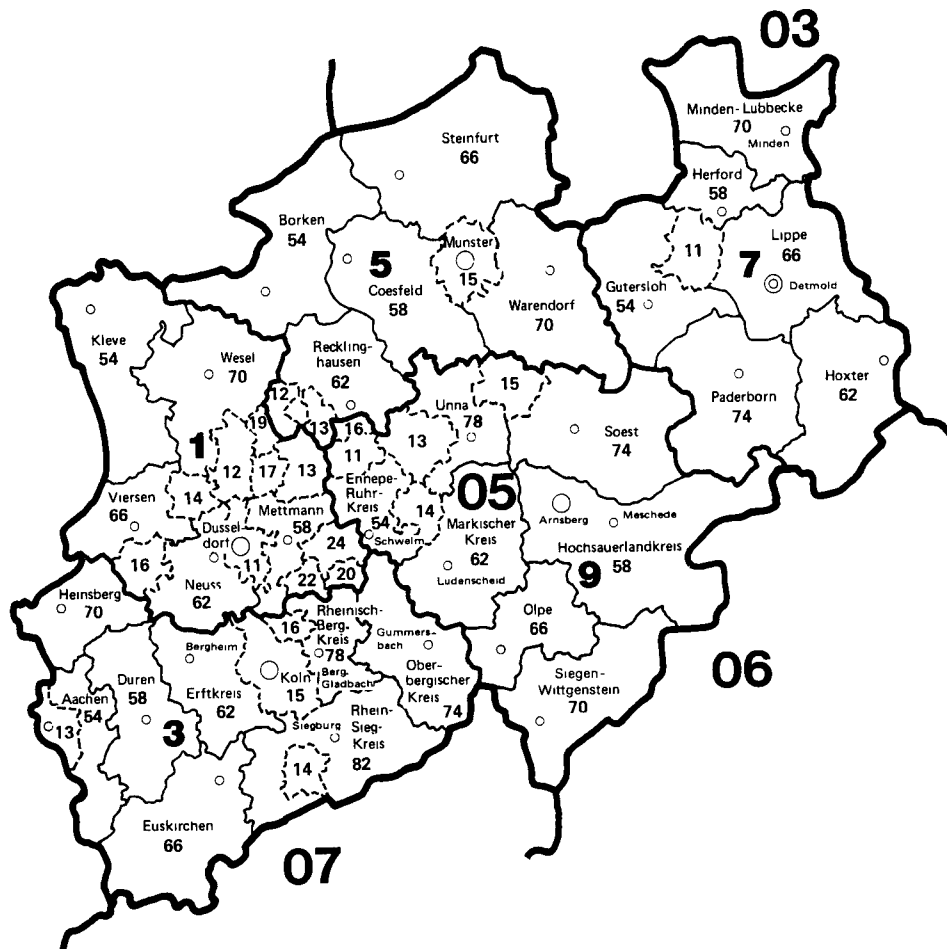 03
Minden-Lubbecke
70
Minden
Steinfurt
66
Herford
58
Borken
54
Munster
15
5
Coesfeld
58
Warendorf
70
11
Lippe
66
7
Detmold
Gutersloh
54
Kleve
54
Wesel
70
Reckling-
hausen
62
12
13
Unna
78
15
Paderborn
74
Hoxter
62
Soest
74
19
16
13
1
12
17
13
11
14
Ennepe-
Ruhr-
Kreis
54
Schwelm
14
05
Markischer
Kreis
62
Ludenscheid
Arnsberg
Meschede
Hochsauerlandkreis
58
9
Viersen
66
Dussel
dorf
11
Mettmann
58
24
22
20
16
Neuss
62
Heinsberg
70
Olpe
66
Siegen-
Wittgenstein
70
06
Bergheim
Erftkreis
62
16
Koln
15
Rheinisch-
Berg.
Kreis
78
Berg.
Gladbach
Gummers-
bach
Ober-
bergischer
Kreis
74
Aachen
54
13
Duren
58
3
Siegburg
Rhein-
Sieg-
Kreis
82
14
Euskirchen
66
07